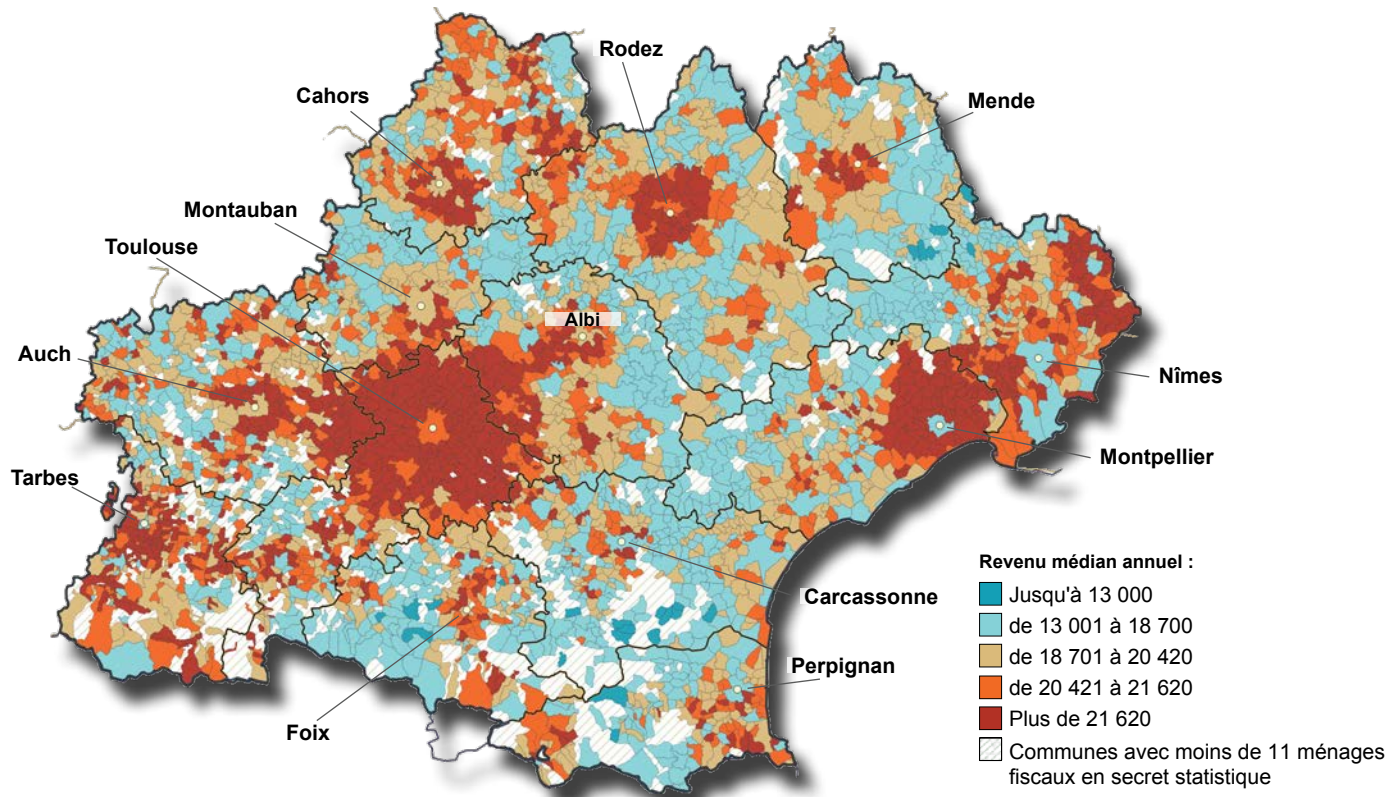 Rodez
Cahors
Mende
Montauban
Toulouse
Albi
Auch
Nîmes
Tarbes
Montpellier
Carcassonne
Perpignan
Foix
Revenu médian annuel :
Jusqu'à 13 000
de 13 001 à 18 700
de 18 701 à 20 420
de 20 421 à 21 620
Plus de 21 620
Communes avec moins de 11 ménages
fiscaux en secret statistique